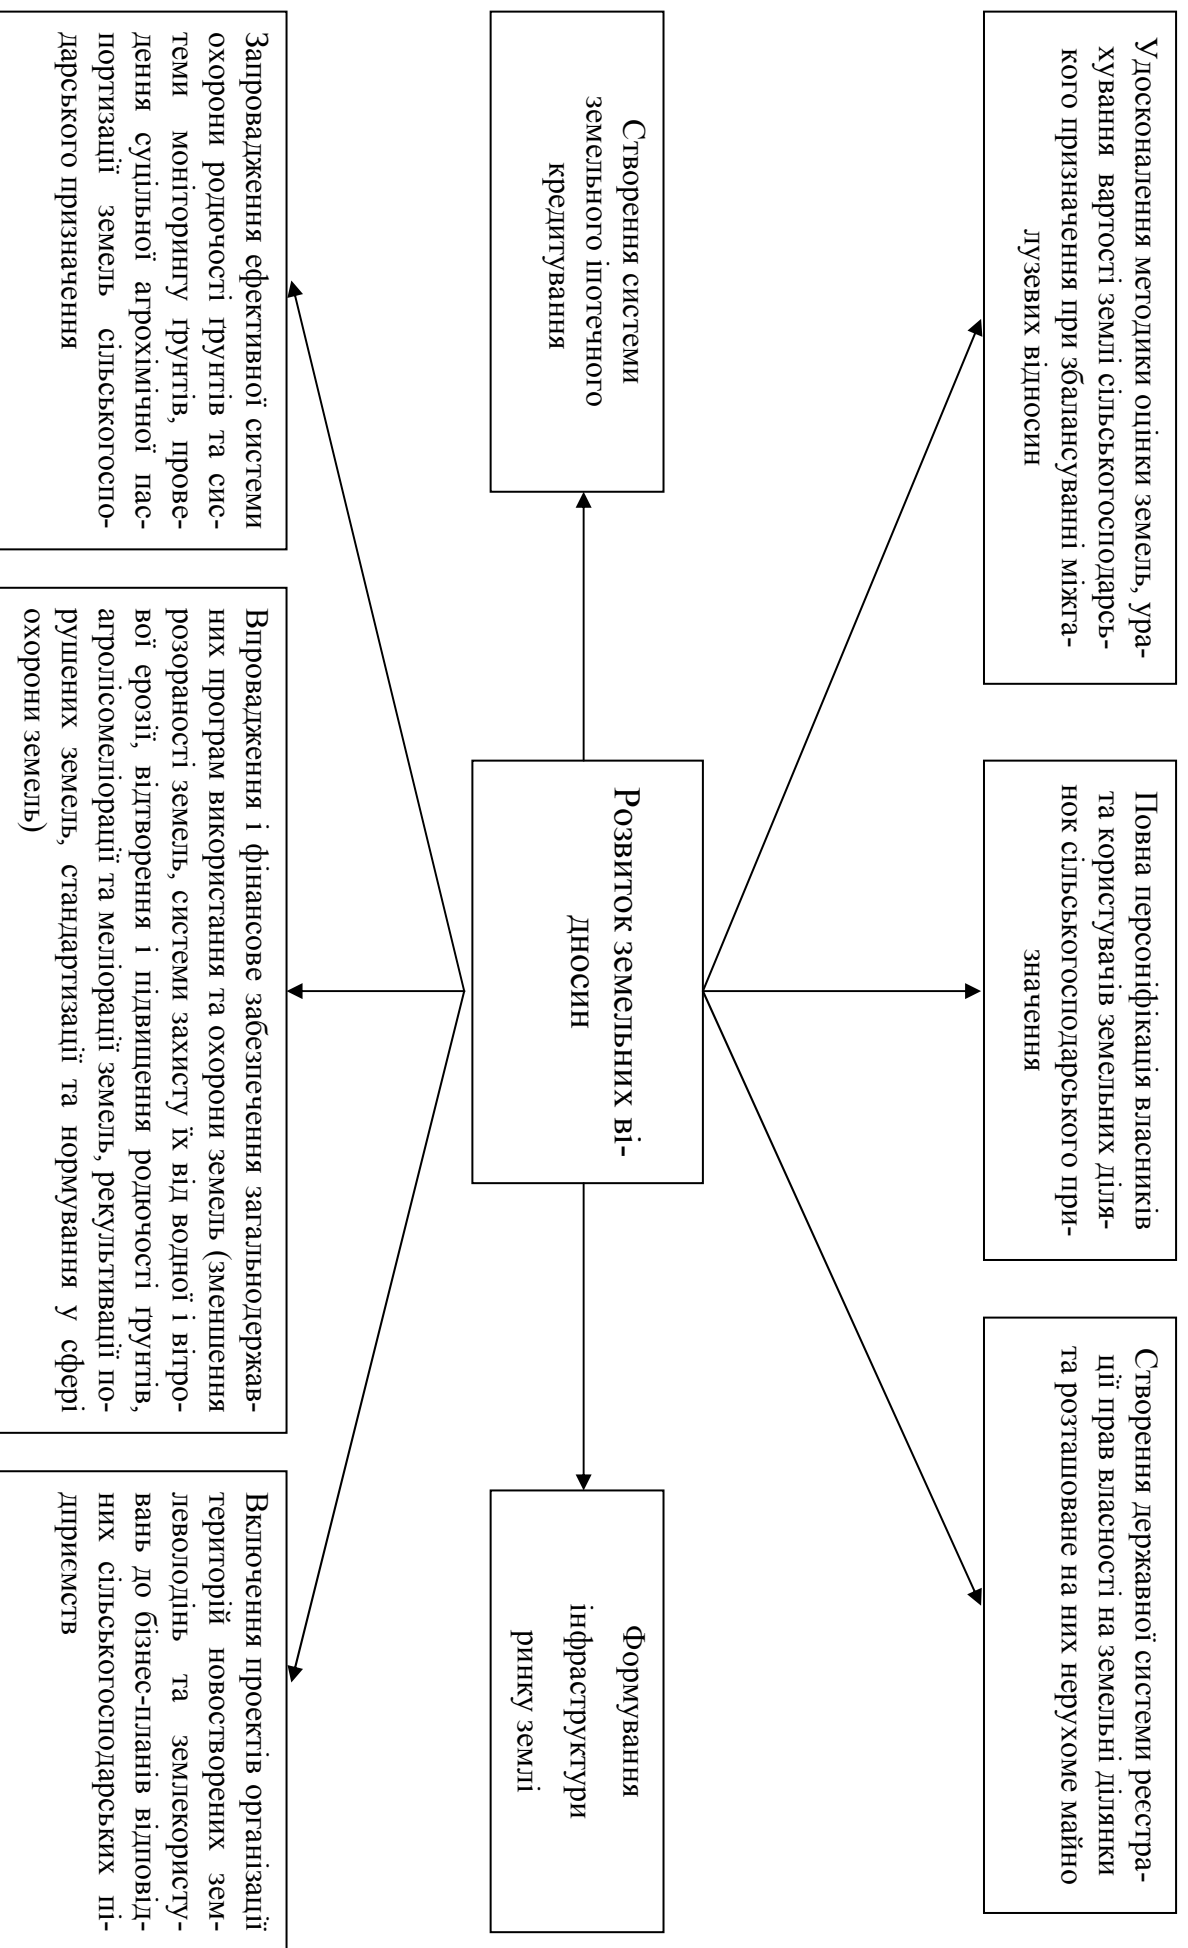 Удосконалення методики оцінки земель, ура-
хування вартості землі сільськогосподарсь-
кого призначення при збалансуванні міжга-
лузевих відносин
Повна персоніфікація власників
та користувачів земельних діля-
нок сільськогосподарського при-
значення
Створення державної системи реєстра-
ції прав власності на земельні ділянки
та розташоване на них нерухоме майно
Створення системи
земельного іпотечного
кредитування
Розвиток земельних ві-
дносин
Формування
інфраструктури
ринку землі
Запровадження ефективної системи
охорони родючості ґрунтів та сис-
теми моніторингу ґрунтів, прове-
дення суцільної агрохімічної пас-
портизації земель сільськогоспо-
дарського призначення
Впровадження і фінансове забезпечення загальнодержав-
них програм використання та охорони земель (зменшення
розораності земель, системи захисту їх від водної і вітро-
вої ерозії, відтворення і підвищення родючості ґрунтів,
агролісомеліорації та меліорації земель, рекультивації по-
рушених земель, стандартизації та нормування у сфері
охорони земель)
Включення проектів організації
територій новостворених зем-
леволодінь та землекористу-
вань до бізнес-планів відповід-
них сільськогосподарських пі-
дприємств